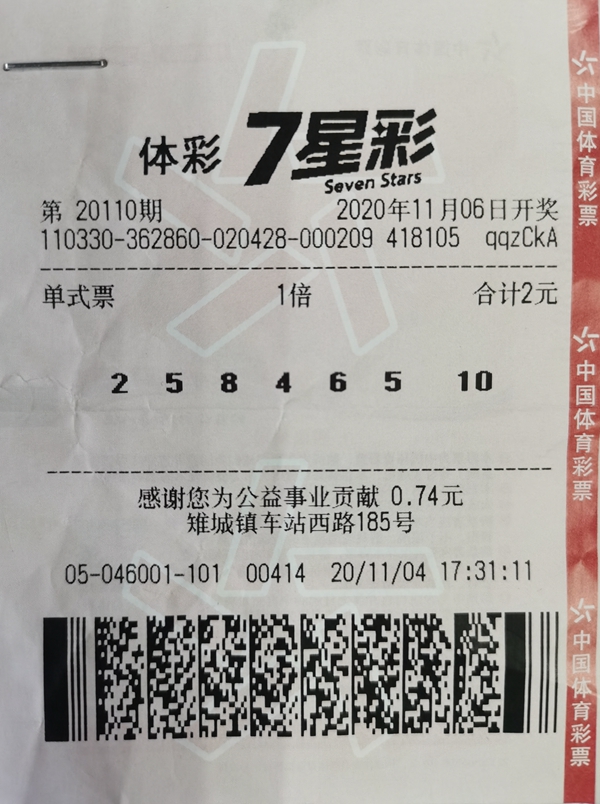 体彩 7星彩
Seven Stars
第 20110期 2020年11月06日开奖
110330-362860-020428-000209 418105 qqzCkA
单式票 1倍 合计2元
2 5 8 4 6 5 10
感谢您为公益事业贡献 0.74元
雉城镇车站西路185号
05-046001-101 00414 20/11/04 17:31:11
中国体育彩票
中国体育彩票
中国体育彩票